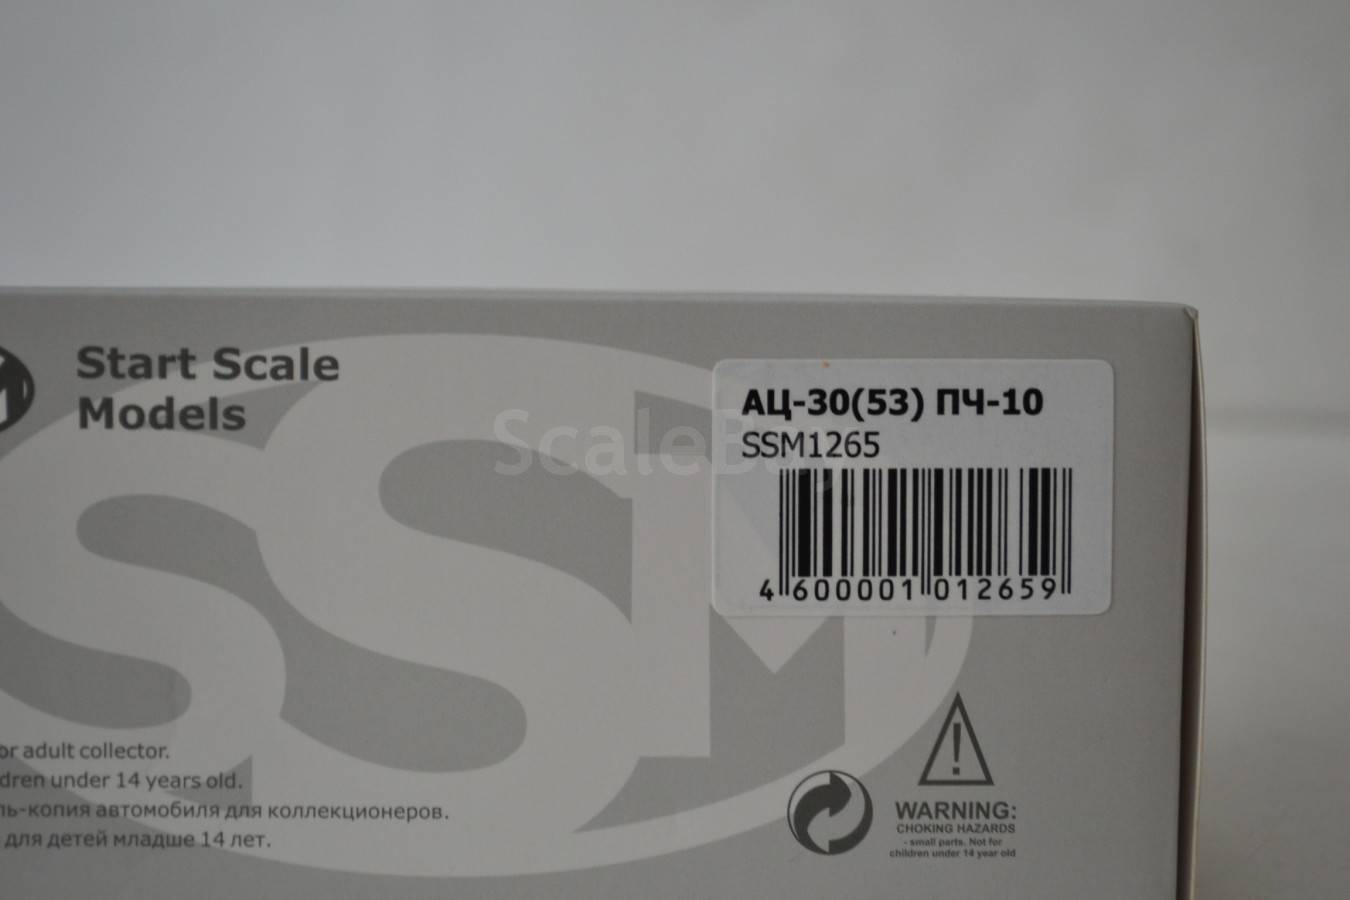 Start Scale
Models
АЦ-30(53) ПЧ-10
SSM1265
ScaleBay
4 600001 012659
SSM
or adult collector.
dren under 14 years old.
ль-копия автомобиля для коллекционеров.
для детей младше 14 лет.
WARNING:
CHOKING HAZARDS
- small parts. Not for
children under 14 year old